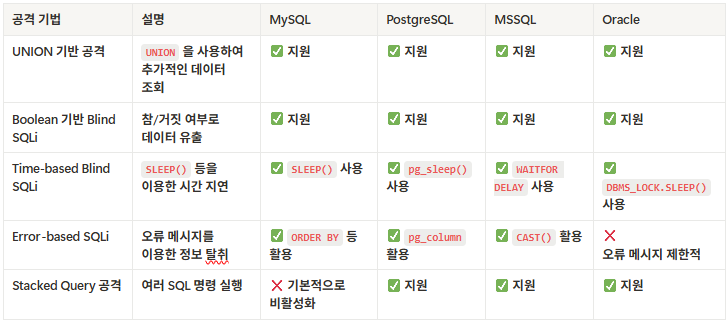 공격 기법 설명 MySQL PostgreSQL MSSQL Oracle
UNION 기반 공격 UNION 을 사용하여 ✅ 지원 ✅ 지원 ✅ 지원 ✅ 지원
추가적인 데이터
조회
Boolean 기반 Blind 참/거짓 여부로 ✅ 지원 ✅ 지원 ✅ 지원 ✅ 지원
SQLi 데이터 유출
Time-based Blind SLEEP() 등을 ✅ SLEEP() 사용 ✅ pg_sleep() ✅ WAITFOR ✅
SQLi 이용한 시간 지연 사용 DELAY 사용 DBMS_LOCK.SLEEP()
사용
Error-based SQLi 오류 메시지를 ✅ ORDER BY 등 ✅ pg_column ✅ CAST() 활용 ❌
이용한 정보 탈취 활용 활용 오류 메시지 제한적
Stacked Query 공격 여러 SQL 명령 실행 ❌ 기본적으로 ✅ 지원 ✅ 지원 ✅ 지원
비활성화